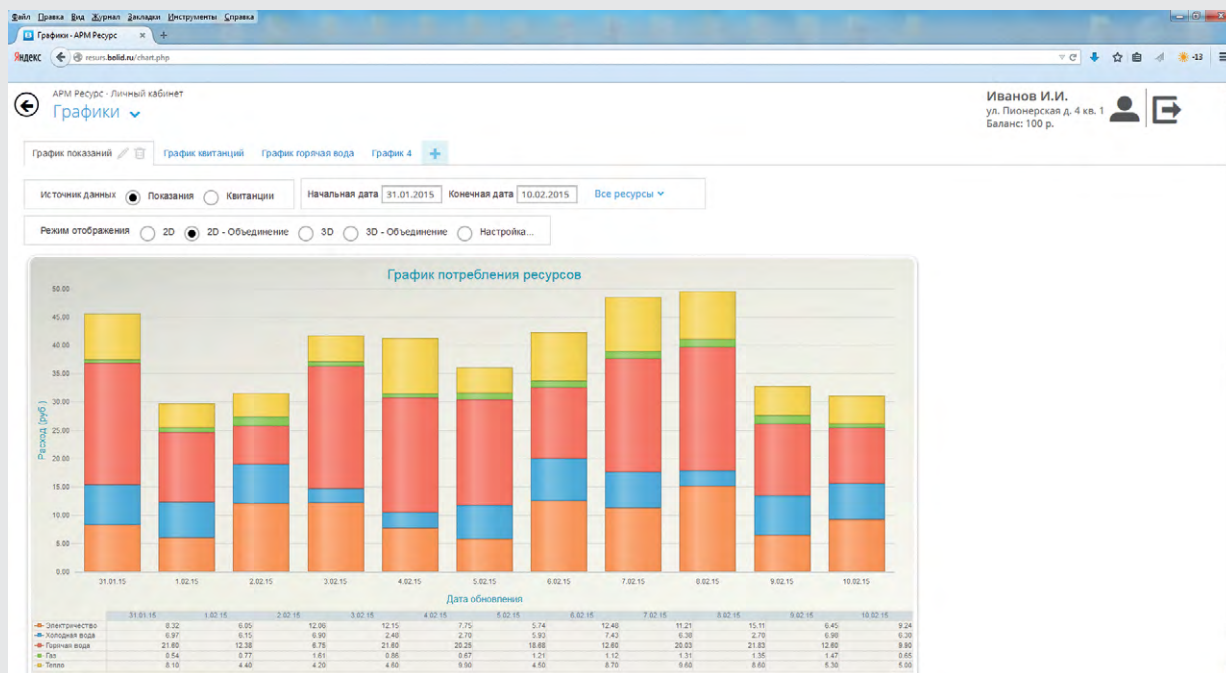 Файл Правка Вид Журнал Закладки Инструменты Справка
Графики - АРМ Ресурс × +
Яндекс resurs.bolid.ru/chart.php -13
АРМ Ресурс - Личный кабинет
Графики
Иванов И.И.
ул. Пионерская д. 4 кв. 1
Баланс: 100 р.
График показаний График квитанций График горячая вода График 4 +
Источник данных Показания Квитанции Начальная дата 31.01.2015 Конечная дата 10.02.2015 Все ресурсы
Режим отображения 2D 2D - Объединение 3D 3D - Объединение Настройка...
График потребления ресурсов
50.00
45.00
40.00
35.00
30.00
25.00
20.00
15.00
10.00
5.00
0.00
Расход (руб.)
31.01.15 1.02.15 2.02.15 3.02.15 4.02.15 5.02.15 6.02.15 7.02.15 8.02.15 9.02.15 10.02.15
Дата обновления
31.01.15 1.02.15 2.02.15 3.02.15 4.02.15 5.02.15 6.02.15 7.02.15 8.02.15 9.02.15 10.02.15
Электричество 8.32 6.05 12.06 12.15 7.75 5.74 12.48 11.21 15.11 6.45 9.24
Холодная вода 6.97 6.15 6.90 2.40 2.70 5.93 7.43 6.38 2.70 6.98 6.30
Горячая вода 21.60 12.38 6.75 21.60 20.25 18.68 12.60 20.03 21.83 12.60 9.90
Газ 0.54 0.77 1.61 0.86 0.67 1.21 1.12 1.31 1.35 1.47 0.65
Тепло 8.10 4.40 4.20 4.60 9.90 4.50 8.70 9.60 8.60 5.30 5.00